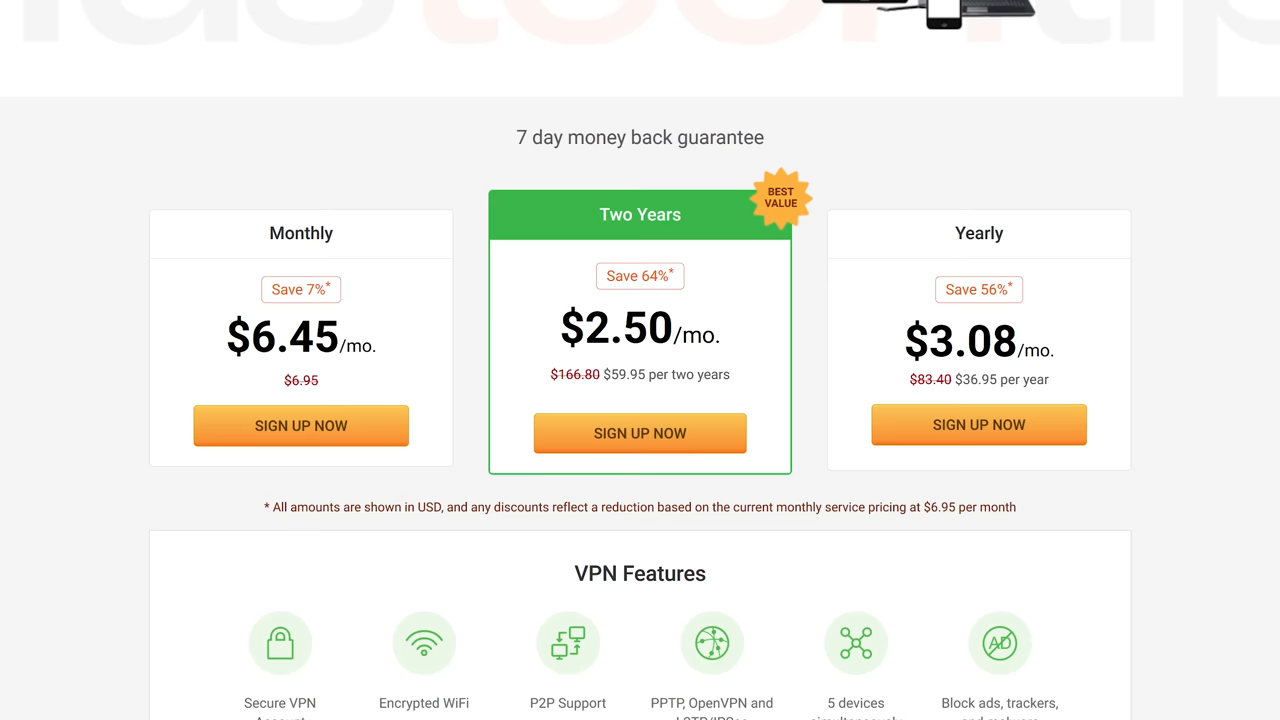 7 day money back guarantee
Monthly
Save 7%*
$6.45/mo.
$6.95
SIGN UP NOW
BEST
VALUE
Two Years
Save 64%*
$2.50/mo.
$166.80 $59.95 per two years
SIGN UP NOW
Yearly
Save 56%*
$3.08/mo.
$83.40 $36.95 per year
SIGN UP NOW
* All amounts are shown in USD, and any discounts reflect a reduction based on the current monthly service pricing at $6.95 per month
VPN Features
AD
Secure VPN
Encrypted WiFi
P2P Support
PPTP, OpenVPN and
5 devices
Block ads, trackers,